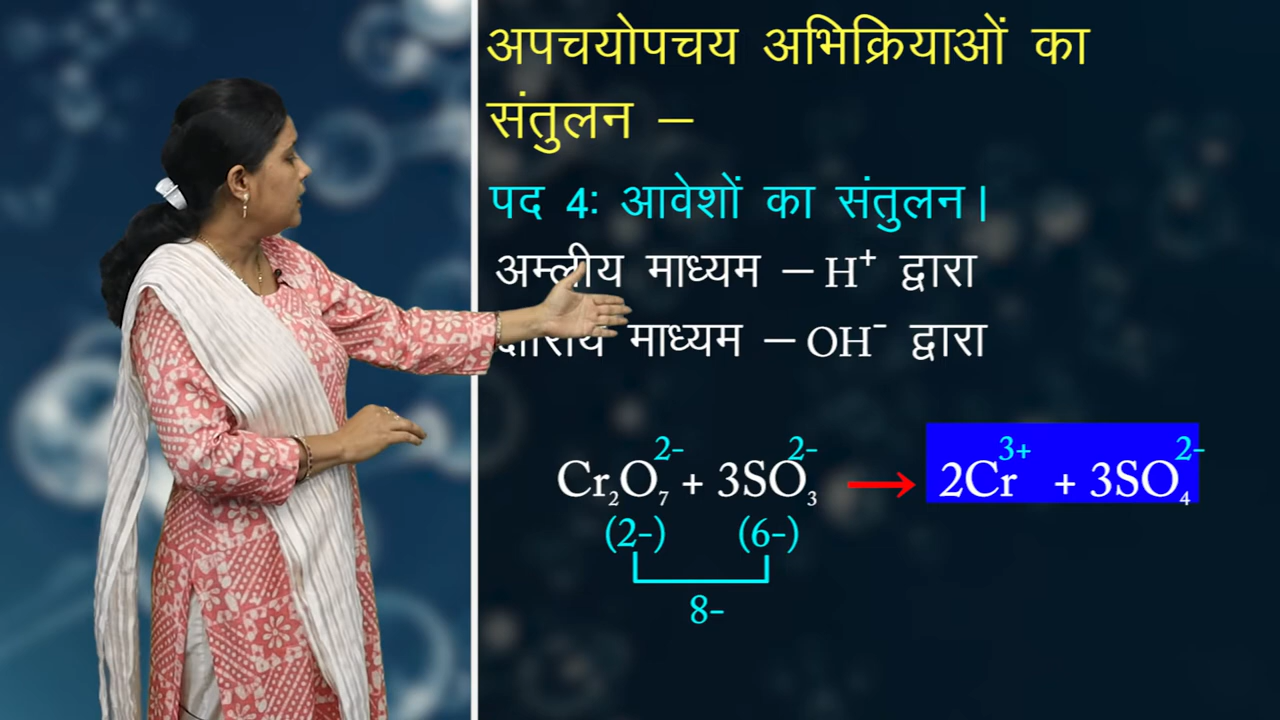 अपचयोपचय अभिक्रियाओं का
संतुलन –
पद 4: आवेशों का संतुलन।
अम्लीय माध्यम – H⁺ द्वारा
माध्यम – OH⁻ द्वारा
Cr₂O₇²⁻ + 3SO₃²⁻ → 2Cr³⁺ + 3SO₄²⁻
(2-) (6-)
8-